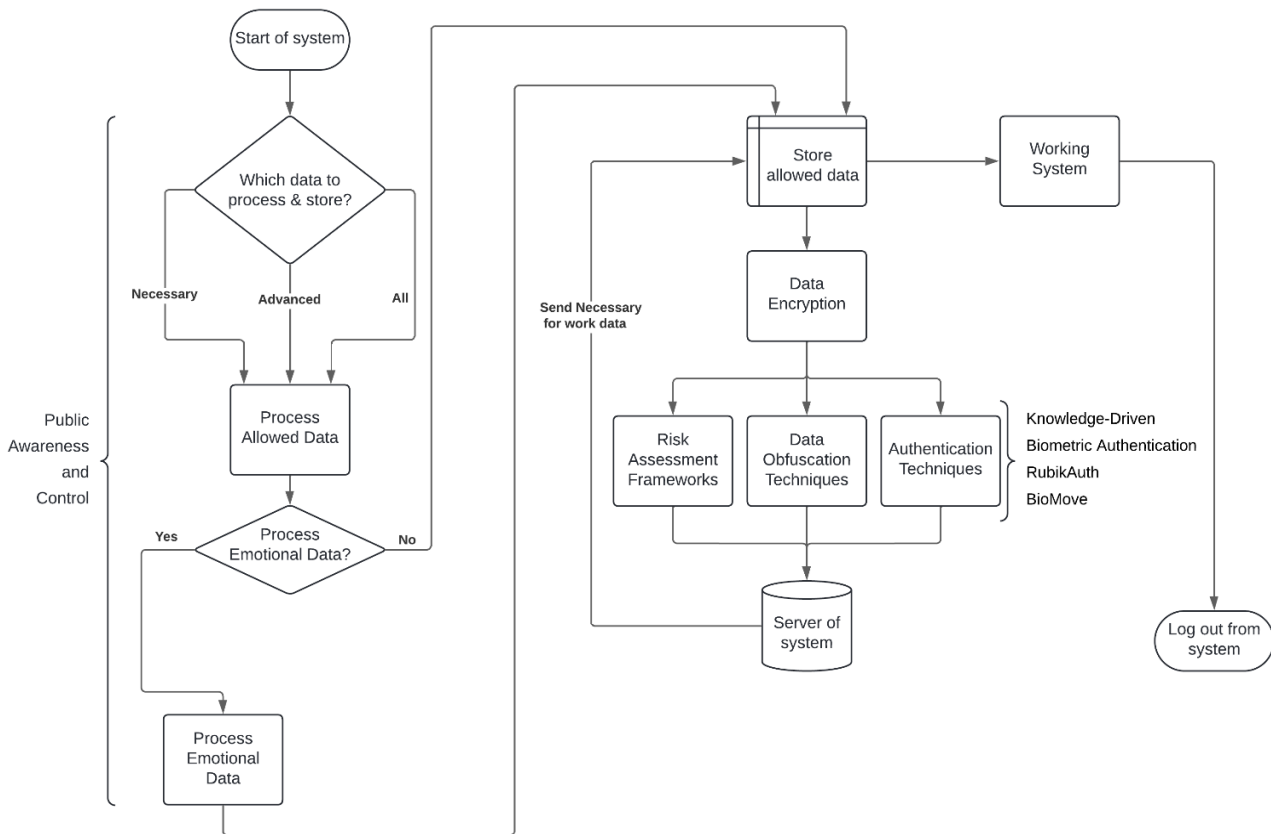 Start of system
Which data to
process & store?
Necessary
Advanced
All
Process
Allowed Data
Public
Awareness
and
Control
Process
Emotional Data?
Yes
No
Process
Emotional
Data
Store
allowed data
Working
System
Data
Encryption
Send Necessary
for work data
Risk
Assessment
Frameworks
Data
Obfuscation
Techniques
Authentication
Techniques
Knowledge-Driven
Biometric Authentication
RubikAuth
BioMove
Server of
system
Log out from
system